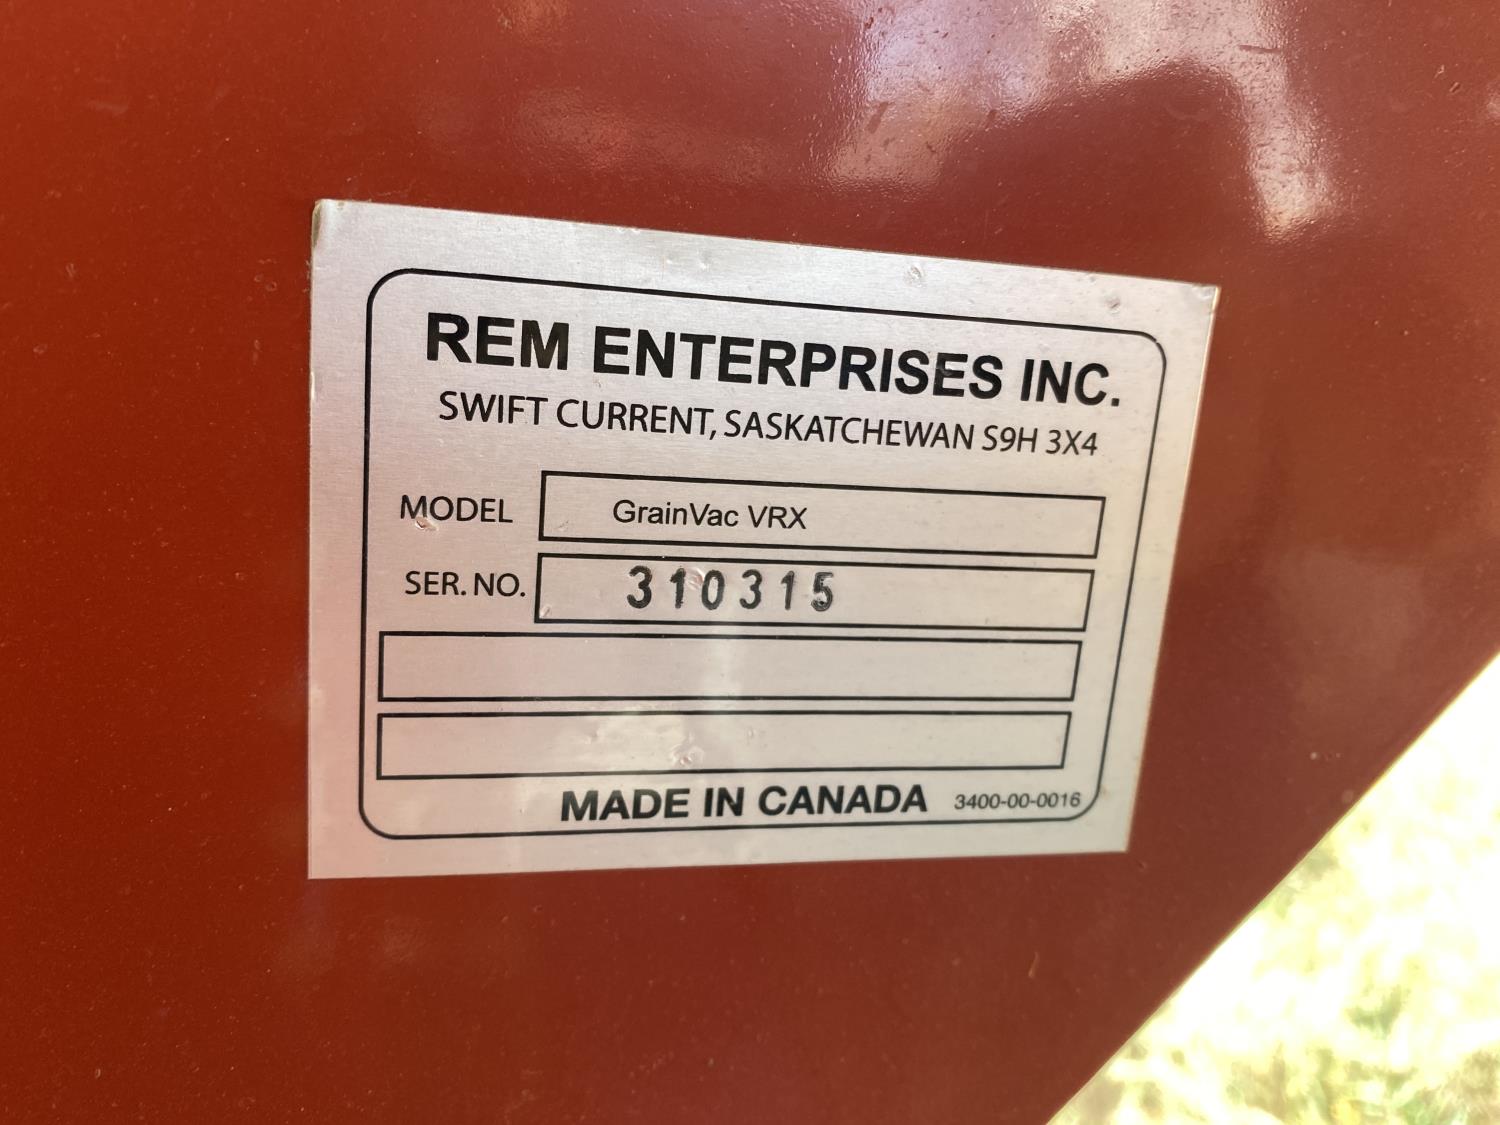 REM ENTERPRISES INC.
SWIFT CURRENT, SASKATCHEWAN S9H 3X4
MODEL GrainVac VRX
SER. NO. 310315
MADE IN CANADA 3400-00-0016